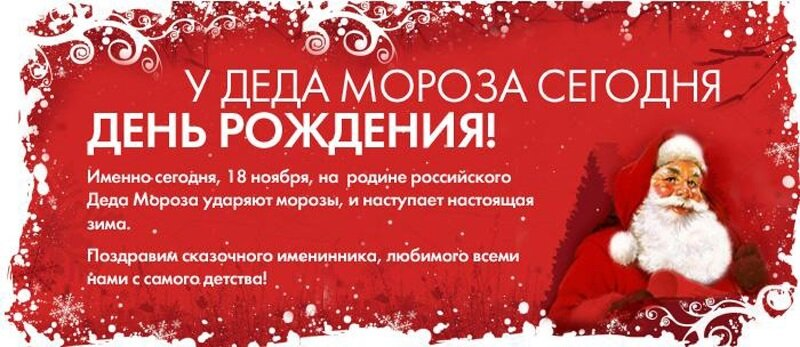 У ДЕДА МОРОЗА СЕГОДНЯ
ДЕНЬ РОЖДЕНИЯ!
Именно сегодня, 18 ноября, на родине российского
Деда Мороза ударяют морозы, и наступает настоящая
зима.
Поздравим сказочного именинника, любимого всеми
нами с самого детства!